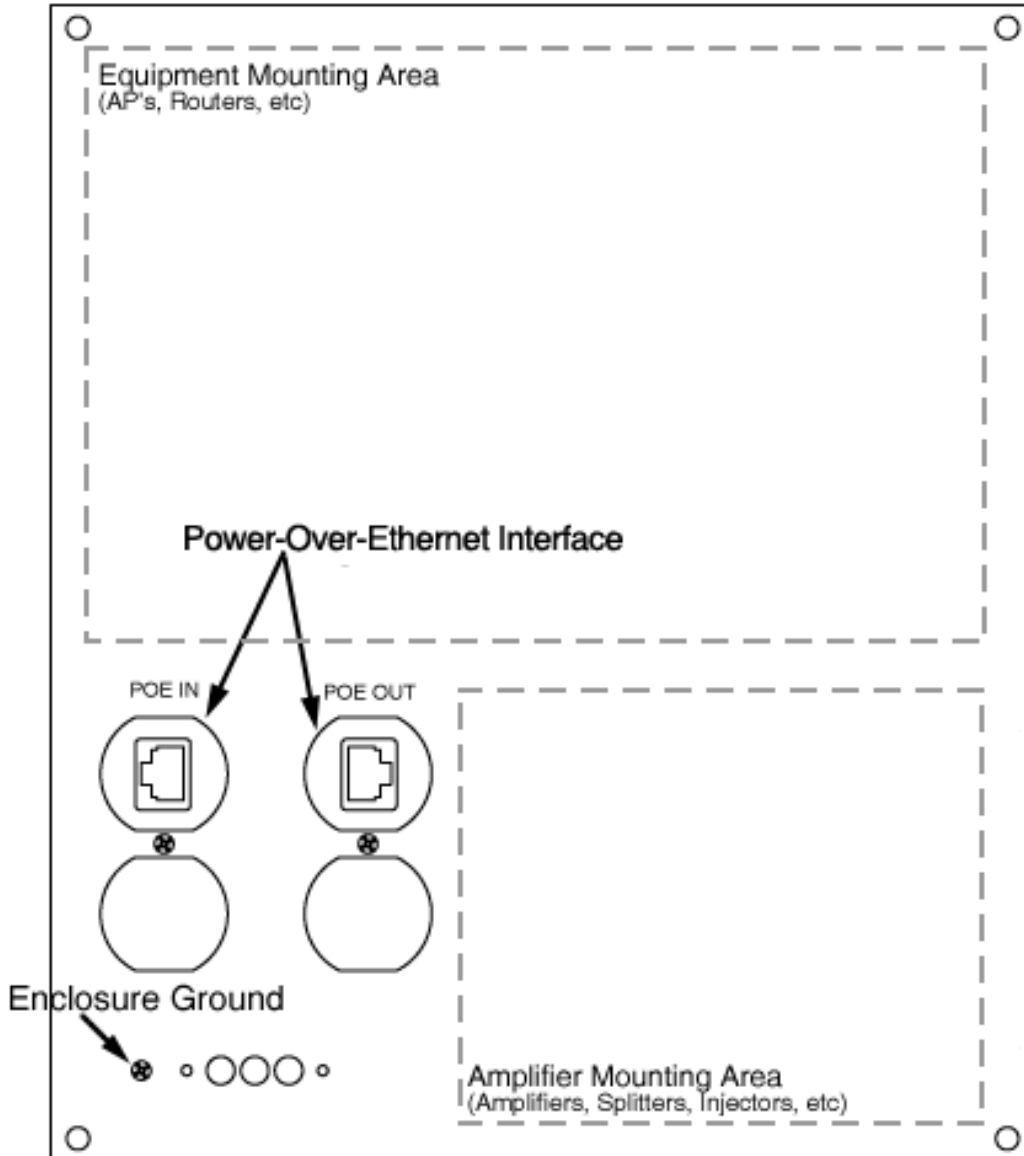 Equipment Mounting Area
(AP's, Routers, etc)
Power-Over-Ethernet Interface
POE IN
POE OUT
Enclosure Ground
Amplifier Mounting Area
(Amplifiers, Splitters, Injectors, etc)